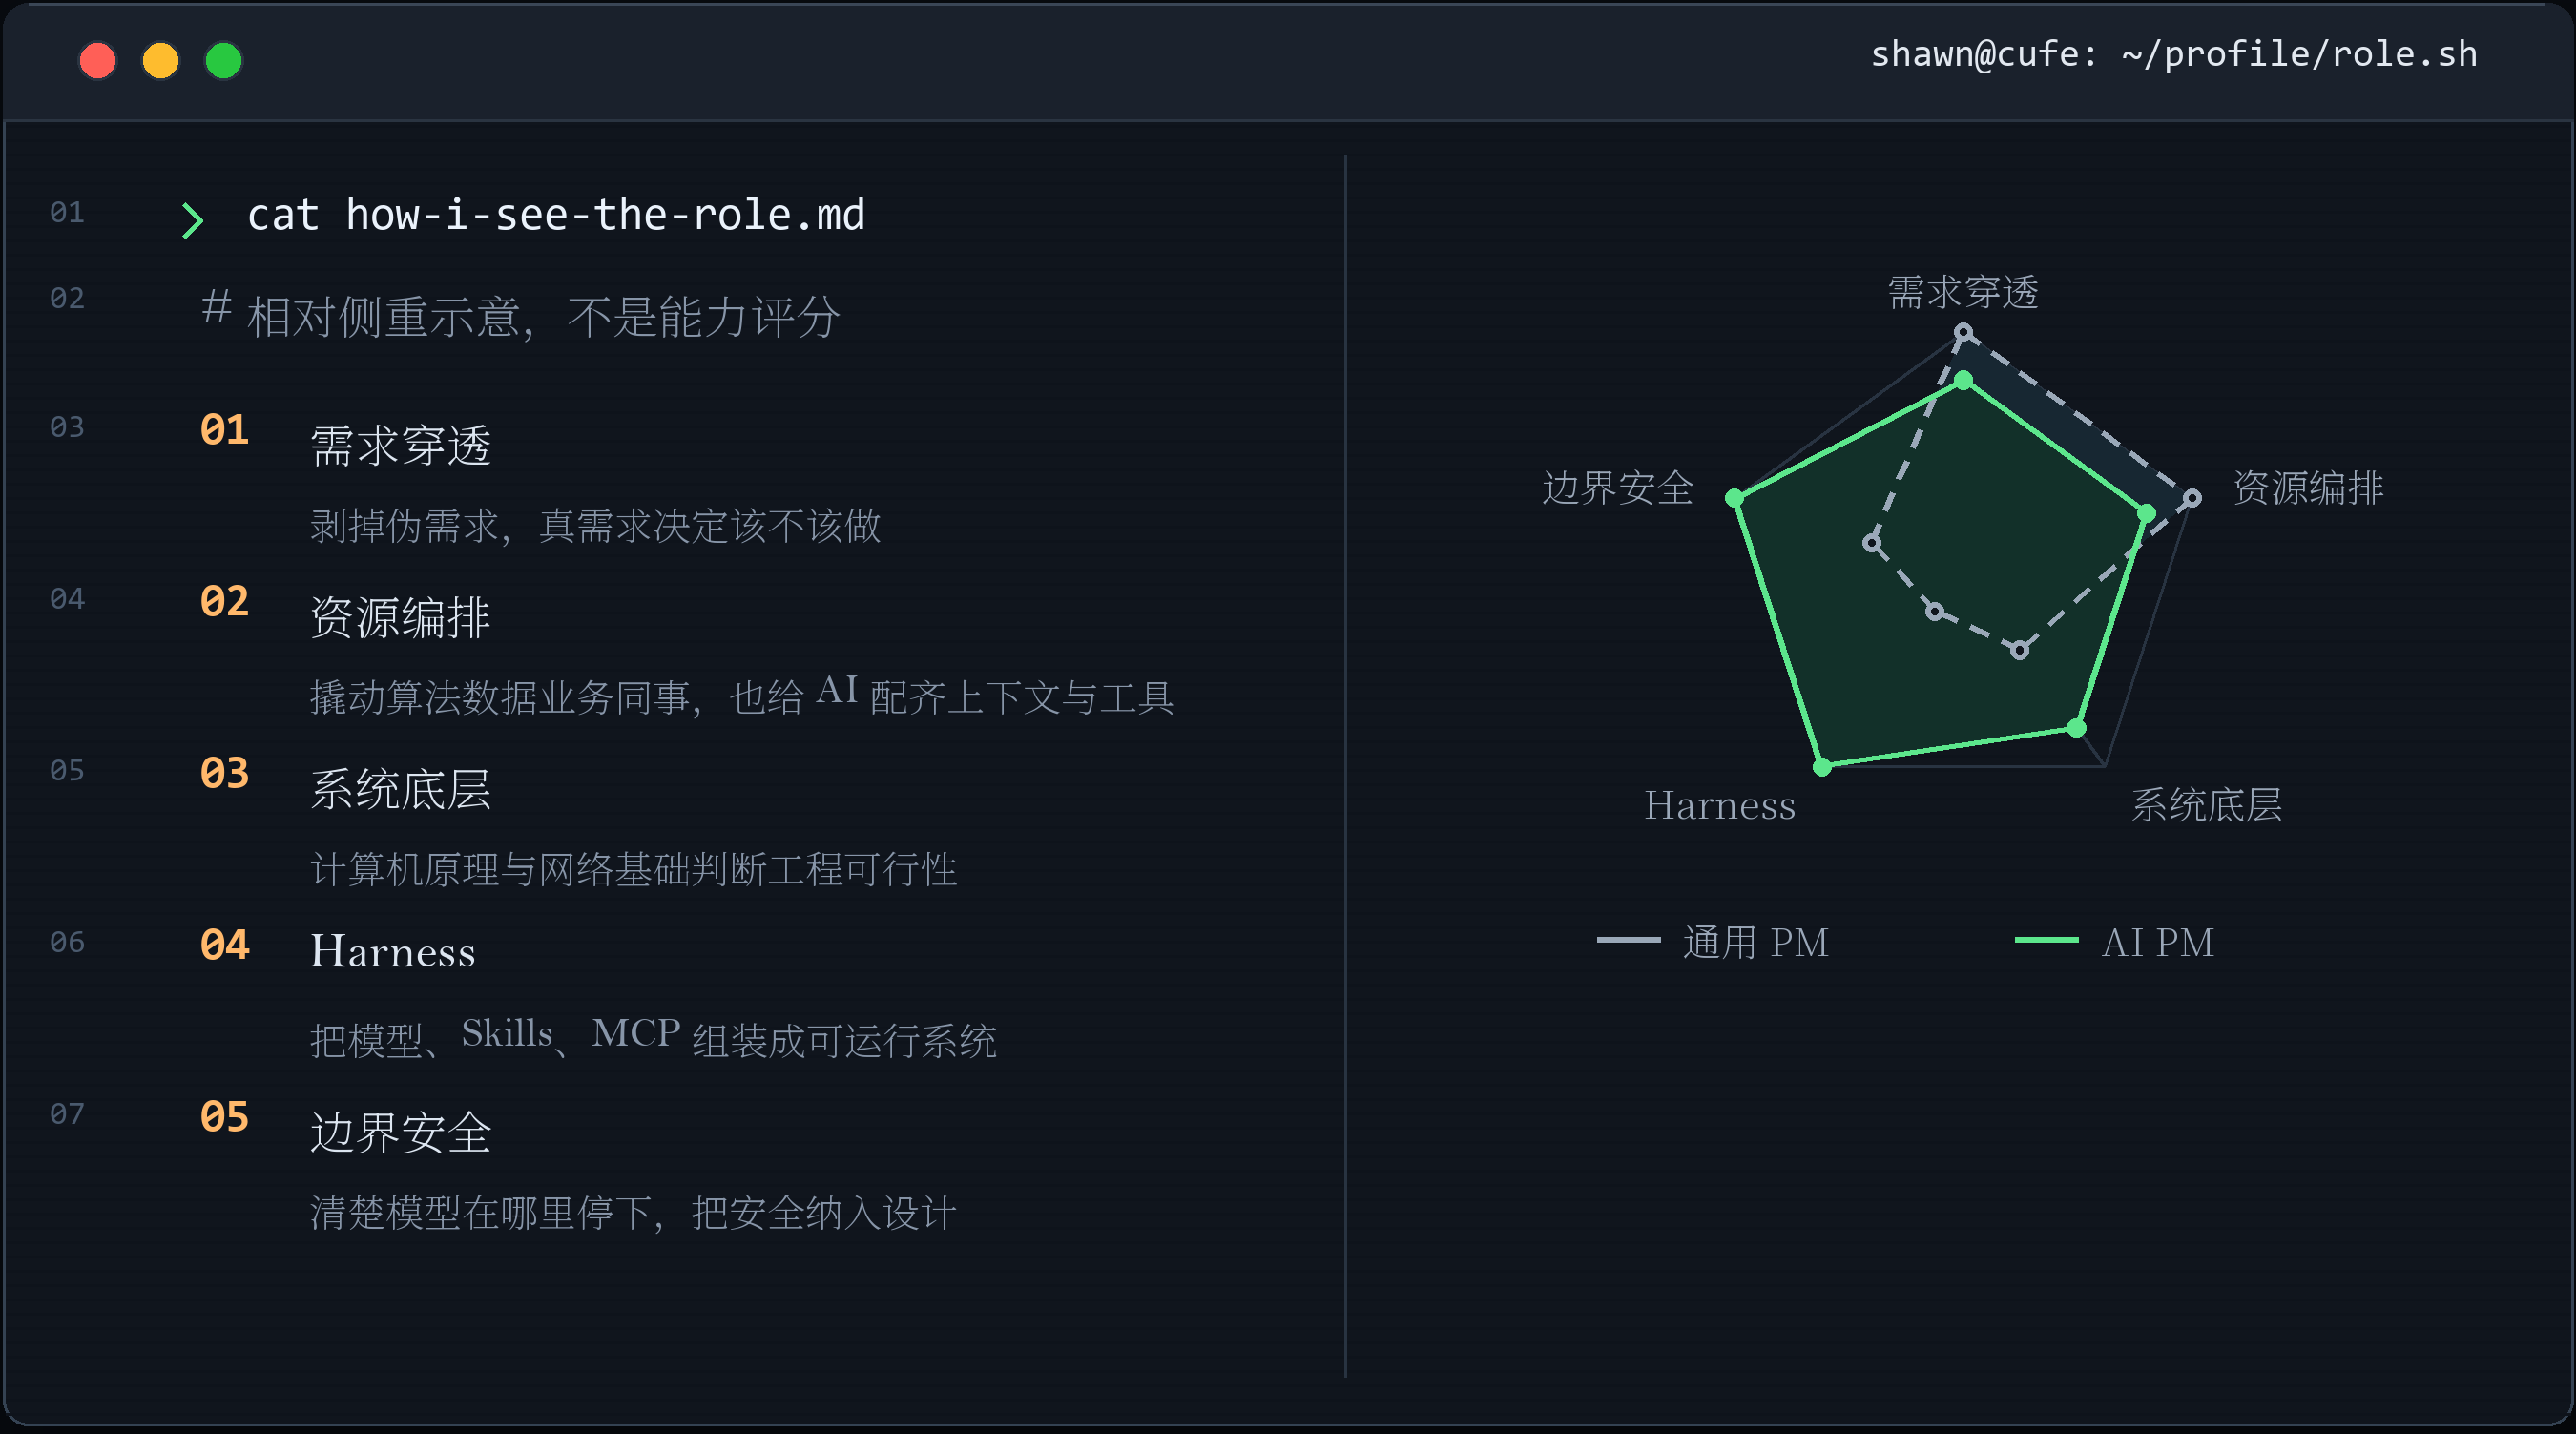 shawn@cufe: ~/profile/role.sh
01 > cat how-i-see-the-role.md
02 # 相对侧重示意，不是能力评分
03 01 需求穿透
剥掉伪需求，真需求决定该不该做
04 02 资源编排
撬动算法数据业务同事，也给 AI 配齐上下文与工具
05 03 系统底层
计算机原理与网络基础判断工程可行性
06 04 Harness
把模型、Skills、MCP 组装成可运行系统
07 05 边界安全
清楚模型在哪里停下，把安全纳入设计
需求穿透
边界安全
资源编排
Harness
系统底层
通用 PM
AI PM